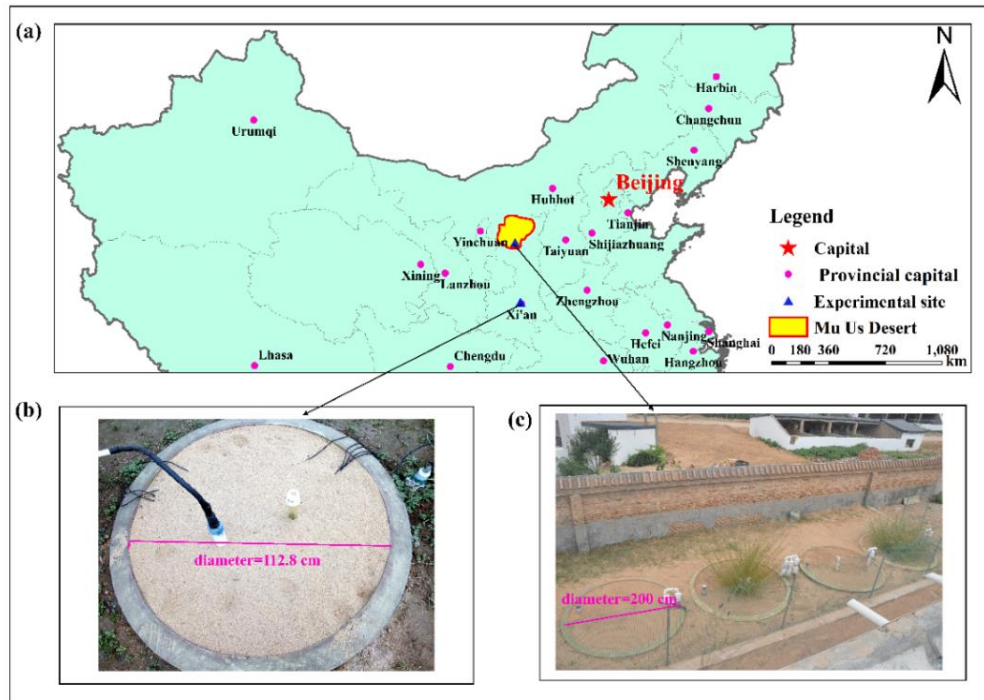 (a)
N
Harbin
Changchun
Urumqi
Shenyang
Beijing
Huhhot
Tianjin
Yinchuan
Taiyuan
Shijiazhuang
Xining
Lanzhou
Zhengzhou
Xi'an
Nanjing
Hefei
Shanghai
Lhasa
Chengdu
Wuhan
Hangzhou
Legend
Capital
Provincial capital
Experimental site
Mu Us Desert
0 180 360 720 1,080
km
(b)
diameter=112.8 cm
(c)
diameter=200 cm